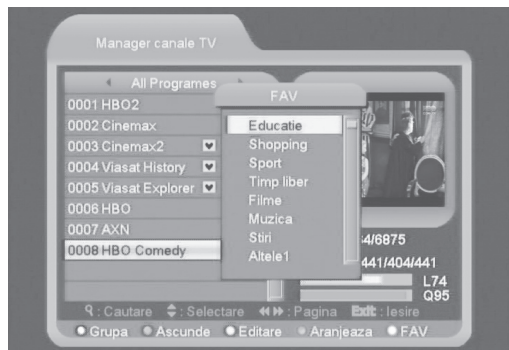 Manager canale TV
All Programes
0001 HBO2
0002 Cinemax
0003 Cinemax2
0004 Viasat History
0005 Viasat Explorer
0006 HBO
0007 AXN
0008 HBO Comedy
FAV
Educatie
Shopping
Sport
Timp liber
Filme
Muzica
Stiri
Altele1
4/6875
441/404/441
L74
Q95
: Cautare : Selectare : Pagina Exit: Iesire
Grupa Ascunde Editare Aranjeaza FAV